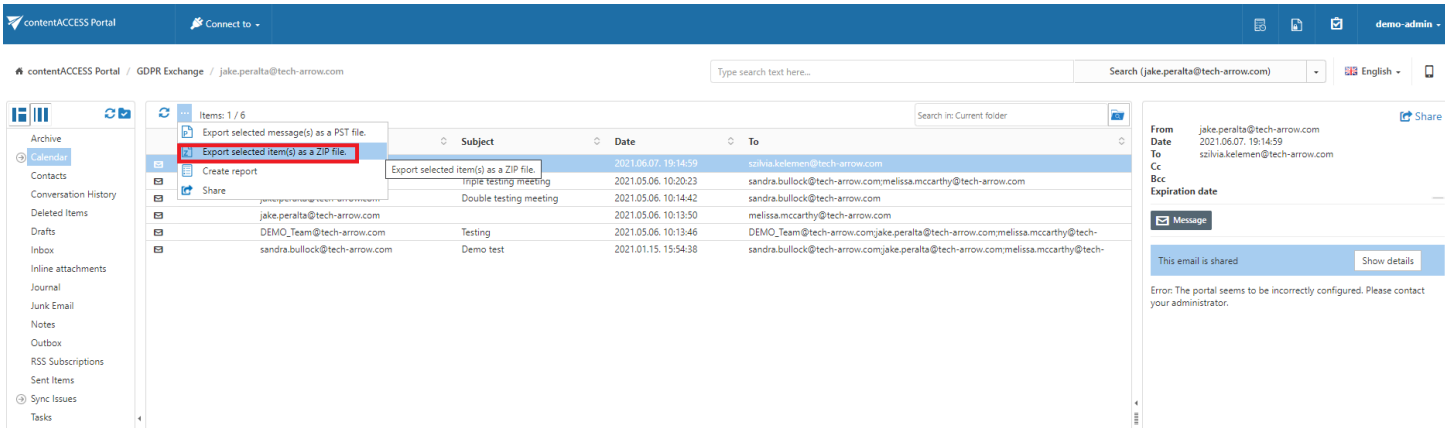 contentACCESS Portal
Connect to
demo-admin
contentACCESS Portal / GDPR Exchange / jake.peralta@tech-arrow.com
Type search text here...
Search (jake.peralta@tech-arrow.com)
English
Archive
Calendar
Contacts
Conversation History
Deleted Items
Drafts
Inbox
Inline attachments
Journal
Junk Email
Notes
Outbox
RSS Subscriptions
Sent Items
Sync Issues
Tasks
Items: 1 / 6
Search in: Current folder
Export selected message(s) as a PST file.
Export selected item(s) as a ZIP file.
Create report
Share
Export selected item(s) as a ZIP file.
Subject Date To
2021.06.07. 19:14:59 szilvia.kelemen@tech-arrow.com
Triple testing meeting 2021.05.06. 10:20:23 sandra.bullock@tech-arrow.com;melissa.mccarthy@tech-arrow.com
jake.peralta@tech-arrow.com Double testing meeting 2021.05.06. 10:14:42 sandra.bullock@tech-arrow.com
jake.peralta@tech-arrow.com 2021.05.06. 10:13:50 melissa.mccarthy@tech-arrow.com
DEMO_Team@tech-arrow.com Testing 2021.05.06. 10:13:46 DEMO_Team@tech-arrow.com;jake.peralta@tech-arrow.com;melissa.mccarthy@tech-
sandra.bullock@tech-arrow.com Demo test 2021.01.15. 15:54:38 sandra.bullock@tech-arrow.com;jake.peralta@tech-arrow.com;melissa.mccarthy@tech-
Share
From jake.peralta@tech-arrow.com
Date 2021.06.07. 19:14:59
To szilvia.kelemen@tech-arrow.com
Cc
Bcc
Expiration date
Message
This email is shared
Show details
Error: The portal seems to be incorrectly configured. Please contact
your administrator.